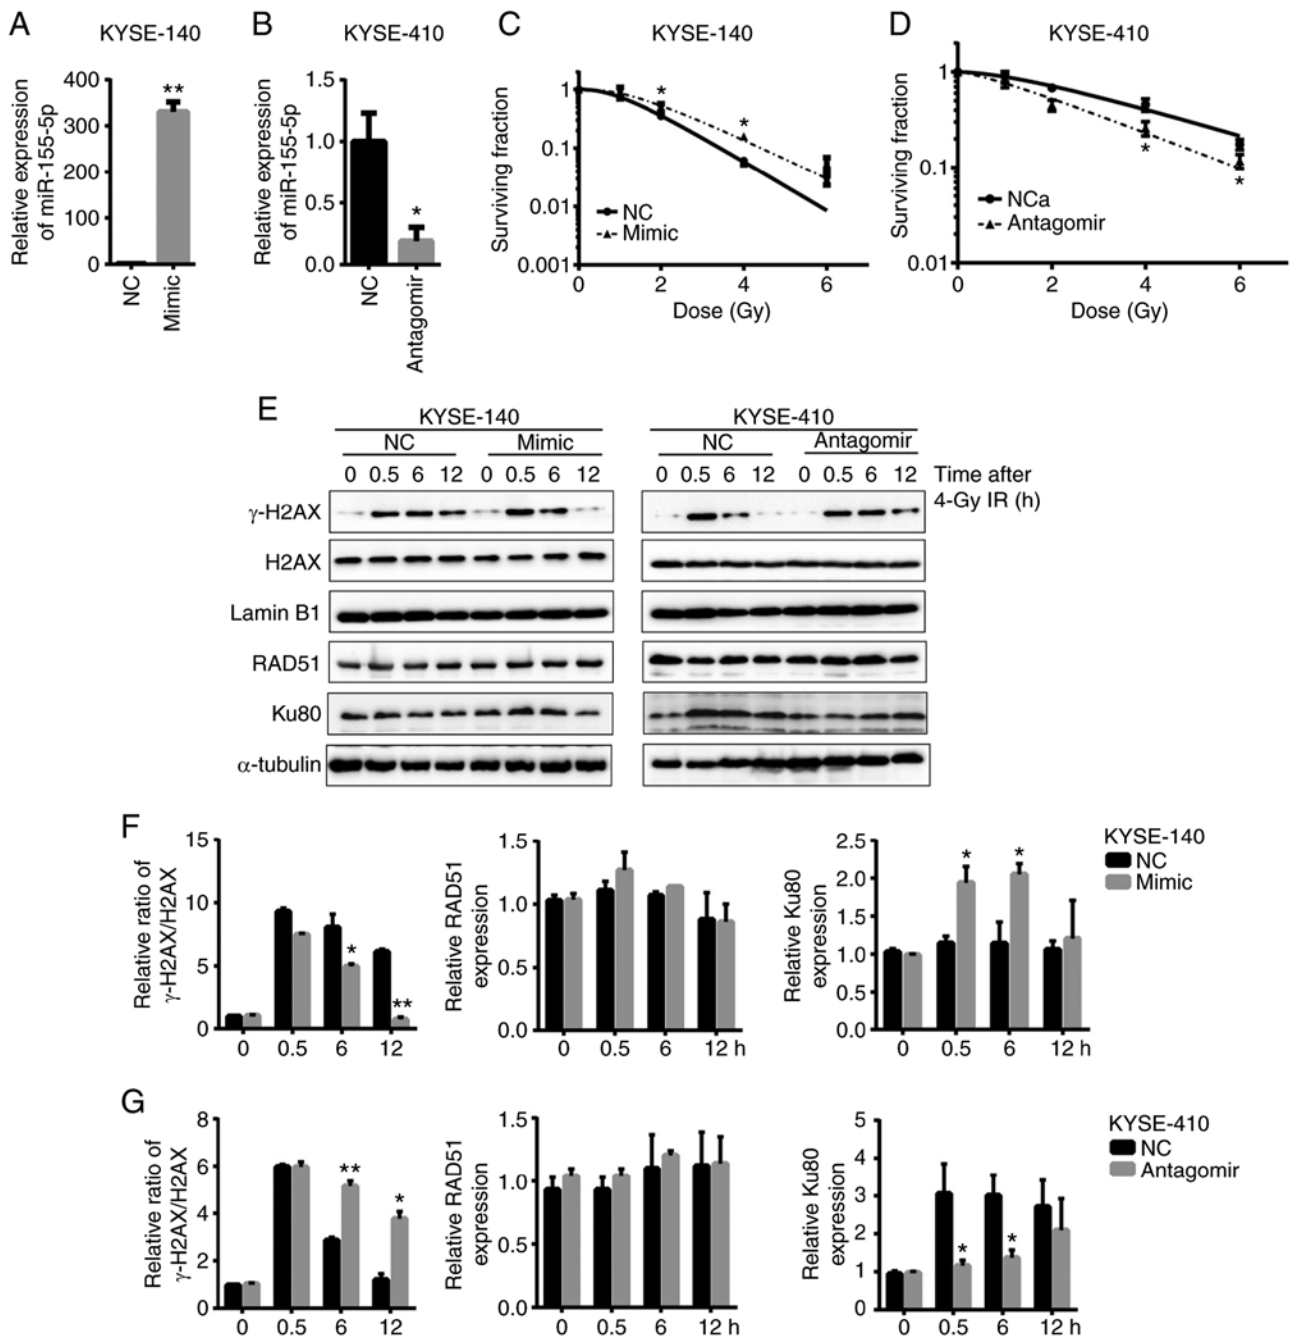 A
KYSE-140
Relative expression
of miR-155-5p
400
300
200
100
0
**
NC
Mimic
B
KYSE-410
Relative expression
of miR-155-5p
1.5
1.0
0.5
0.0
*
NC
Antagomir
C
KYSE-140
Surviving fraction
1
0.1
0.01
0.001
*
*
NC
Mimic
0 2 4 6
Dose (Gy)
D
KYSE-410
Surviving fraction
1
0.1
0.01
*
*
NCa
Antagomir
0 2 4 6
Dose (Gy)
E
KYSE-140 KYSE-410
NC Mimic NC Antagomir
0 0.5 6 12 0 0.5 6 12 0 0.5 6 12 0 0.5 6 12 Time after
4-Gy IR (h)
γ-H2AX
H2AX
Lamin B1
RAD51
Ku80
α-tubulin
F
Relative ratio of
γ-H2AX/H2AX
15
10
5
0
*
**
0 0.5 6 12
Relative RAD51
expression
1.5
1.0
0.5
0.0
0 0.5 6 12 h
Relative Ku80
expression
2.5
2.0
1.5
1.0
0.5
0.0
* *
0 0.5 6 12 h
KYSE-140
NC
Mimic
G
Relative ratio of
γ-H2AX/H2AX
8
6
4
2
0
**
*
0 0.5 6 12
Relative RAD51
expression
1.5
1.0
0.5
0.0
0 0.5 6 12 h
Relative Ku80
expression
5
4
3
2
1
0
* *
0 0.5 6 12 h
KYSE-410
NC
Antagomir